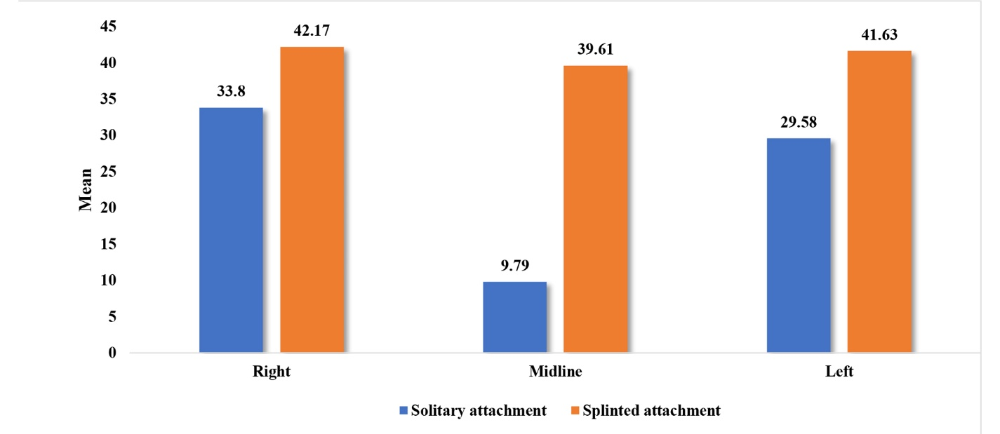 45
40
35
30
25
20
15
10
5
0
Mean
33.8
42.17
9.79
39.61
29.58
41.63
Right
Midline
Left
Solitary attachment
Splinted attachment